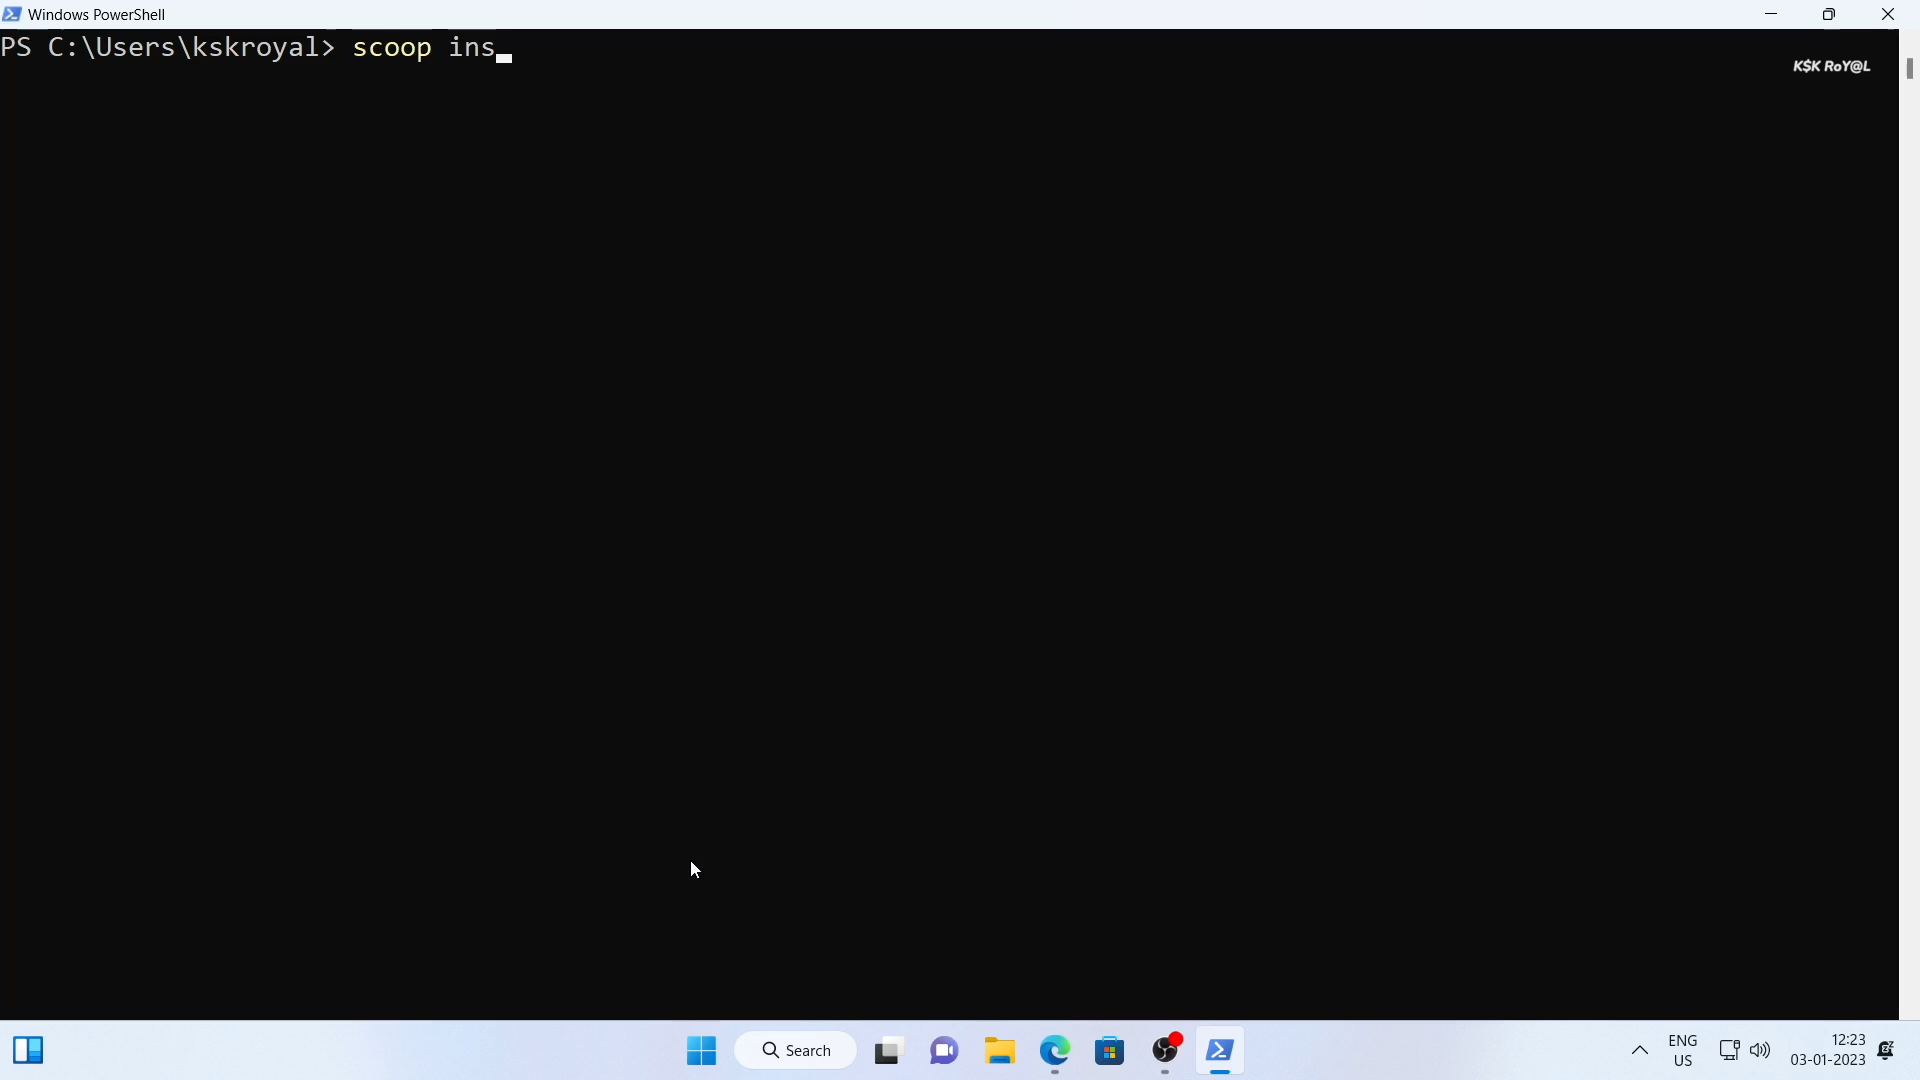 Windows PowerShell
PS C:\Users\kskroyal> scoop ins
K$K RoY@L
Search
ENG
US
12:23
03-01-2023